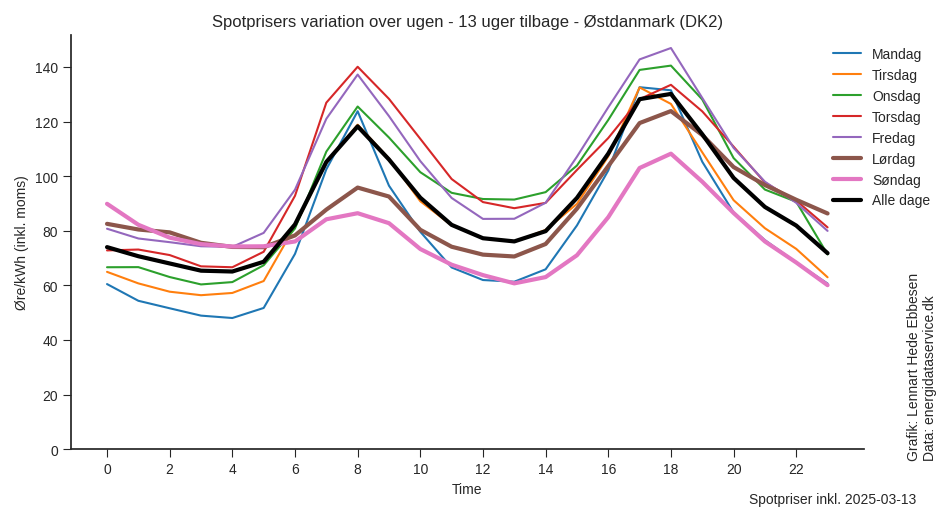 Spotprisers variation over ugen - 13 uger tilbage - Østdanmark (DK2)
Øre/kWh (inkl. moms)
140
120
100
80
60
40
20
0
0 2 4 6 8 10 12 14 16 18 20 22
Time
Mandag
Tirsdag
Onsdag
Torsdag
Fredag
Lørdag
Søndag
Alle dage
Grafik: Lennart Hede Ebbesen
Data: energidataservice.dk
Spotpriser inkl. 2025-03-13